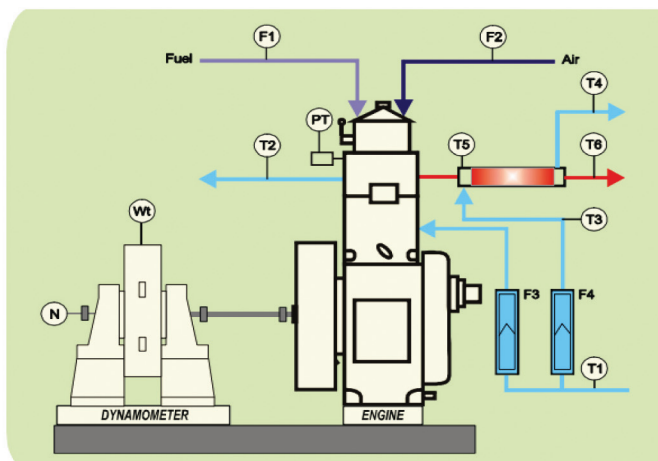 F1
F2
Fuel
Air
T4
PT
T2
T5
T6
Wt
T3
N
F3
F4
T1
DYNAMOMETER
ENGINE